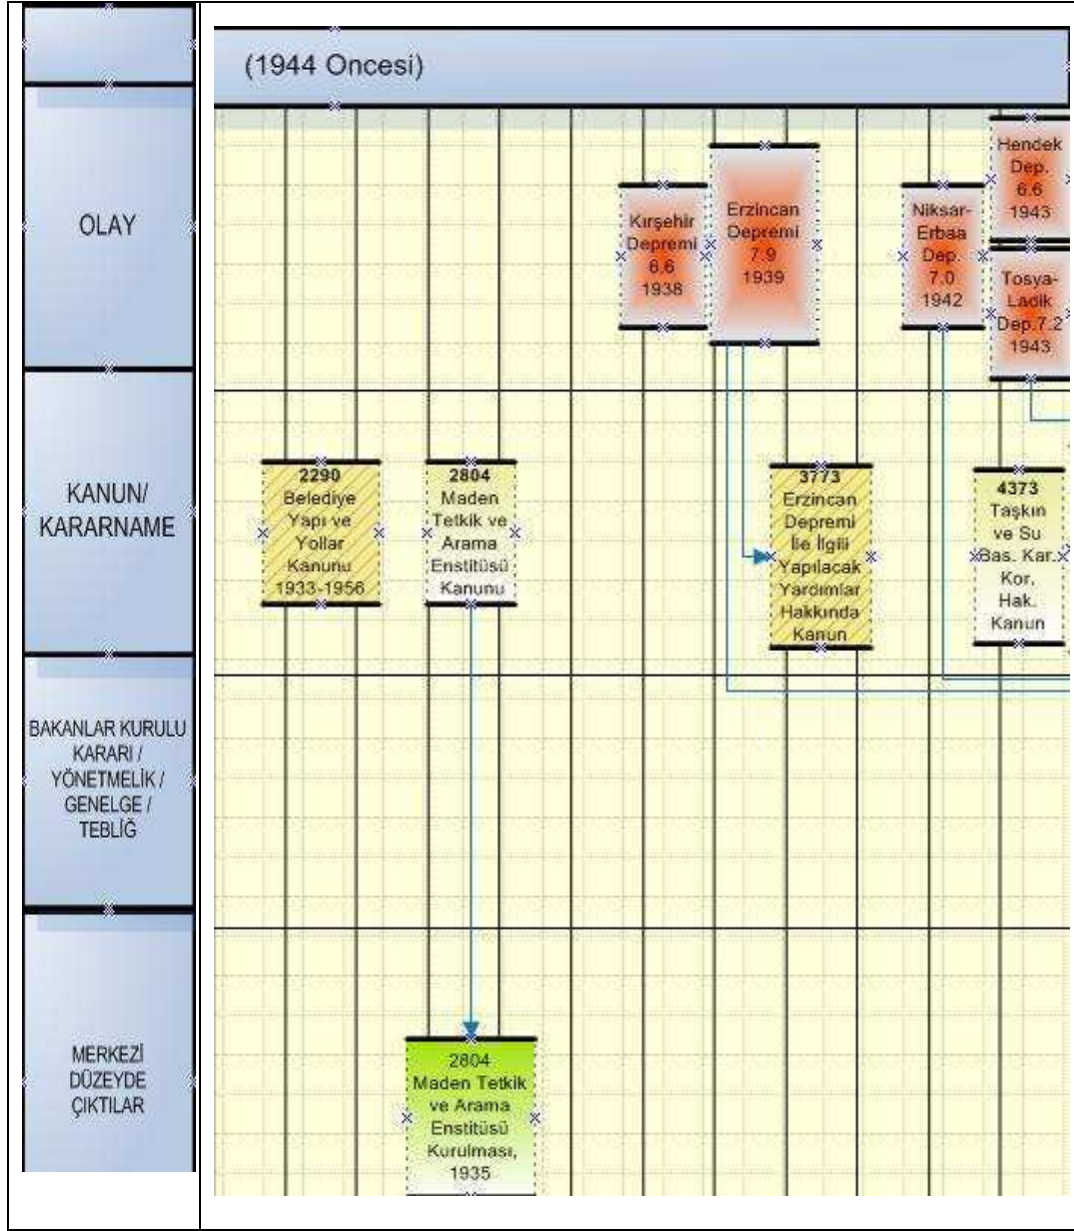 (1944 Oncesi)
OLAY
Kırşehir
Depremi
6.6
1938
Erzincan
Depremi
7.9
1939
Niksar-
Erbaa
Dep.
7.0
1942
Hendek
Dep.
6.6
1943
Tosya-
Ladik
Dep.7.2
1943
KANUN/
KARARNAME
2290
Belediye
Yapı ve
Yollar
Kanunu
1933-1956
2804
Maden
Tetkik ve
Arama
Enstitüsü
Kanunu
3773
Erzincan
Depremi
İle İlgili
Yapılacak
Yardımlar
Hakkında
Kanun
4373
Taşkın
ve Su
Bas. Kar.
Kor.
Hak.
Kanun
BAKANLAR KURULU
KARARI /
YÖNETMELİK /
GENELGE /
TEBLİĞ
MERKEZİ
DÜZEYDE
ÇIKTILAR
2804
Maden Tetkik
ve Arama
Enstitüsü
Kurulması,
1935